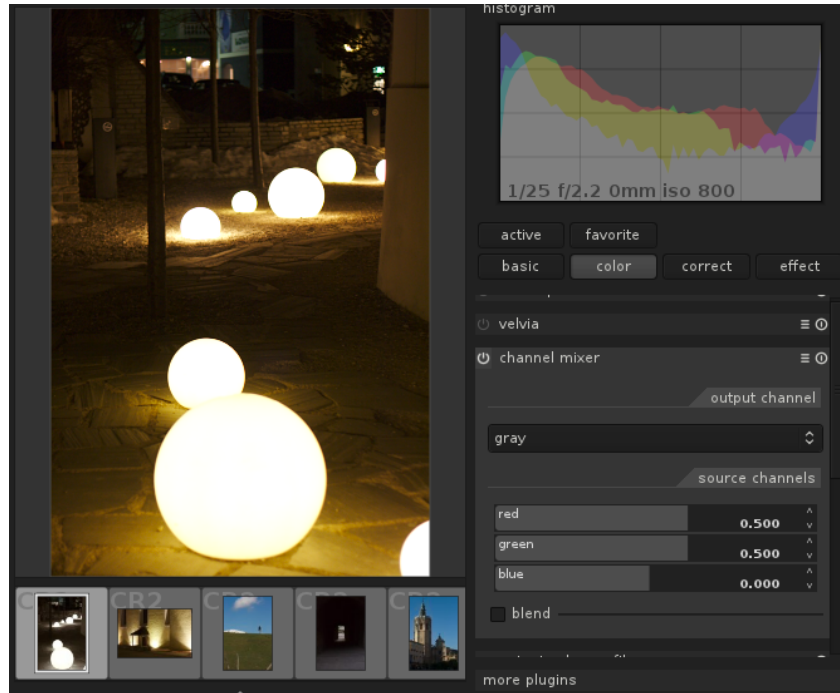 histogram
1/25 f/2.2 0mm iso 800
active favorite
basic color correct effect
velvia
channel mixer
output channel
gray
source channels
red
0.500
green
0.500
blue
0.000
blend
more plugins
CR2